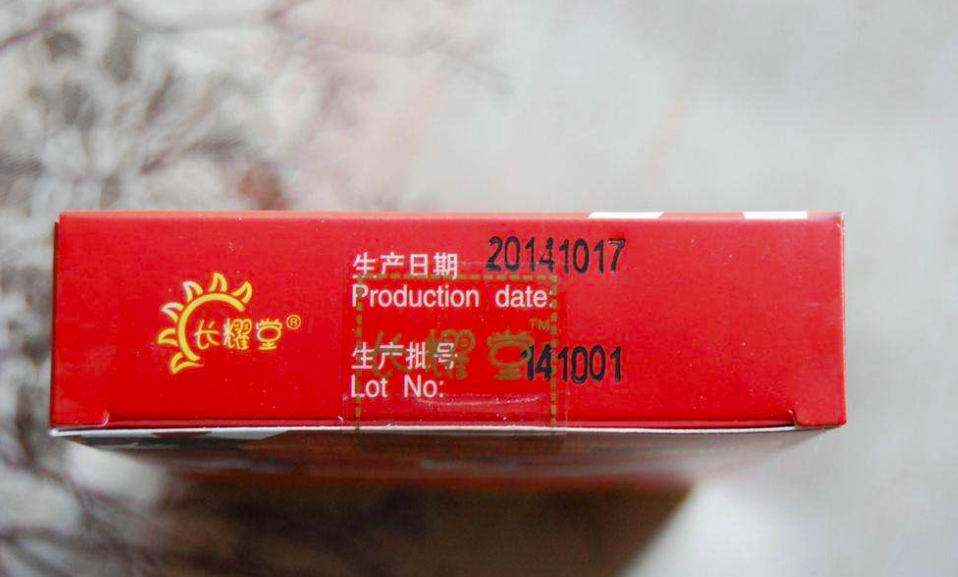 生产日期 20141017
Production date:
长耀堂®
长耀堂™
生产批号 141001
Lot No: